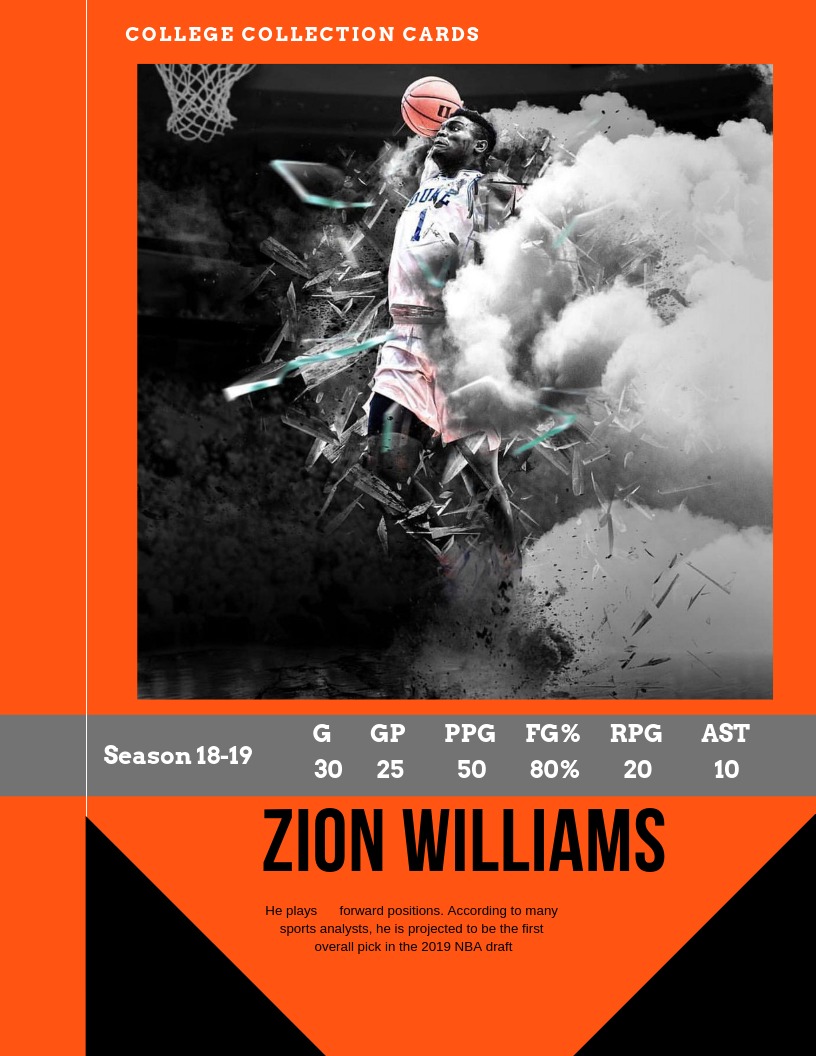 COLLEGE COLLECTION CARDS
DUKE
1
Season 18-19
G GP PPG FG% RPG AST
30 25 50 80% 20 10
ZION WILLIAMS
He plays forward positions. According to many
sports analysts, he is projected to be the first
overall pick in the 2019 NBA draft